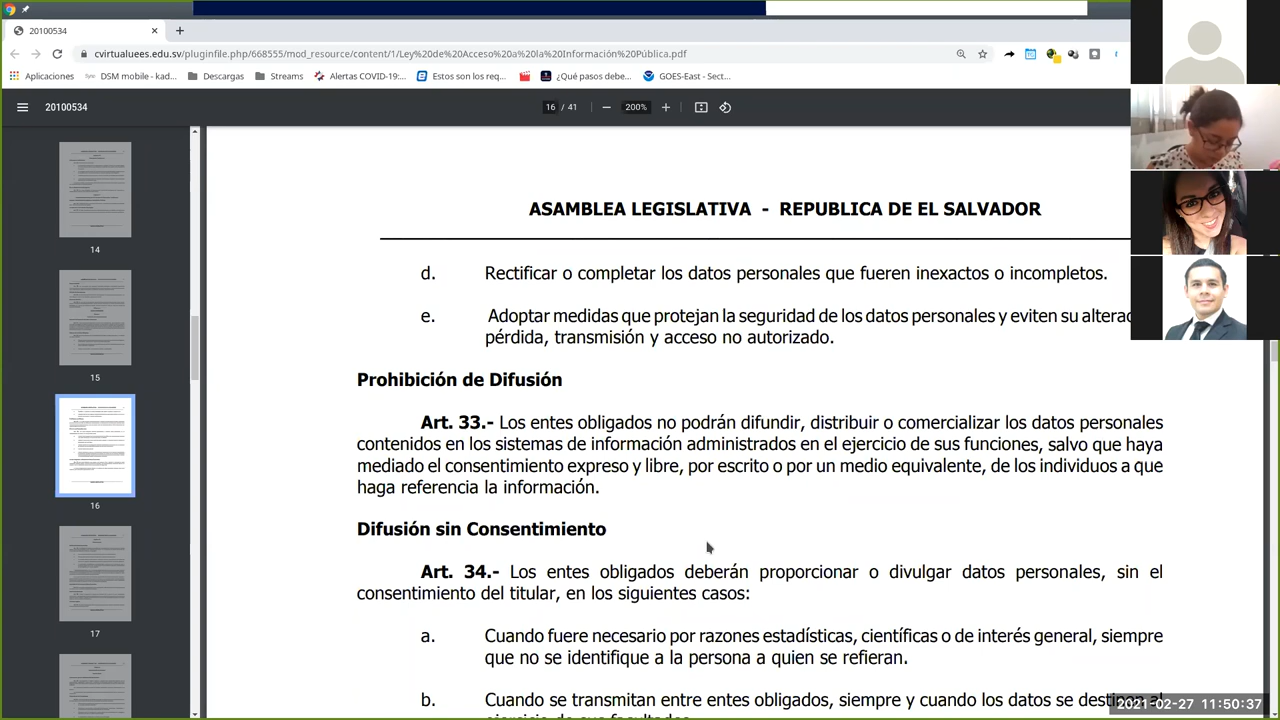 20100534
cvirtualuees.edu.sv/pluginfile.php/668555/mod_resource/content/1/Ley%20de%20Acceso%20a%20la%20Información%20Pública.pdf
Aplicaciones DSM mobile - kad... Descargas Streams Alertas COVID-19:... Estos son los req... ¿Qué pasos debe... GOES-East - Sect...
20100534 16 / 41 200%
14
15
16
17
ASAMBLEA LEGISLATIVA - REPUBLICA DE EL SALVADOR
d. Rectificar o completar los datos personales que fueren inexactos o incompletos.
e. Adoptar medidas que protejan la seguridad de los datos personales y eviten su alterac
pérdida, transmisión y acceso no autorizado.
Prohibición de Difusión
Art. 33.- Los entes obligados no podrán difundir, distribuir o comercializar los datos personales
contenidos en los sistemas de información administrados en el ejercicio de sus funciones, salvo que haya
mediado el consentimiento expreso y libre, por escrito o por un medio equivalente, de los individuos a que
haga referencia la información.
Difusión sin Consentimiento
Art. 34.- Los entes obligados deberán proporcionar o divulgar datos personales, sin el
consentimiento del titular, en los siguientes casos:
a. Cuando fuere necesario por razones estadísticas, científicas o de interés general, siempre
que no se identifique a la persona a quien se refieran.
b. Cuando se transmitan entre entes obligados, siempre y cuando los datos se destinen al
2021-02-27 11:50:37